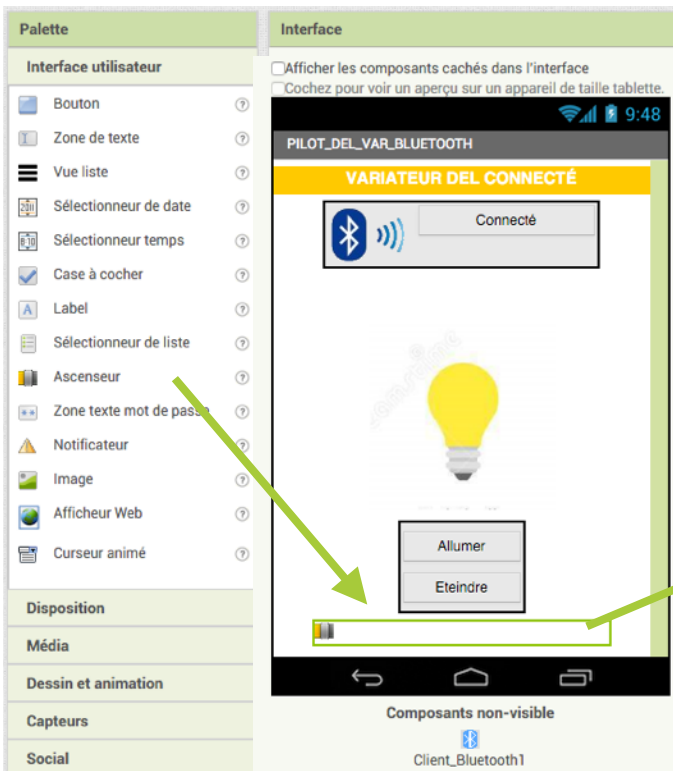 Palette
Interface utilisateur
Bouton
Zone de texte
Vue liste
Sélectionneur de date
Sélectionneur temps
Case à cocher
Label
Sélectionneur de liste
Ascenseur
Zone texte mot de passe
Notificateur
Image
Afficheur Web
Curseur animé
Disposition
Média
Dessin et animation
Capteurs
Social
Interface
Afficher les composants cachés dans l'interface
Cochez pour voir un aperçu sur un appareil de taille tablette.
9:48
PILOT_DEL_VAR_BLUETOOTH
VARIATEUR DEL CONNECTÉ
Connecté
Allumer
Eteindre
Composants non-visible
Client_Bluetooth1